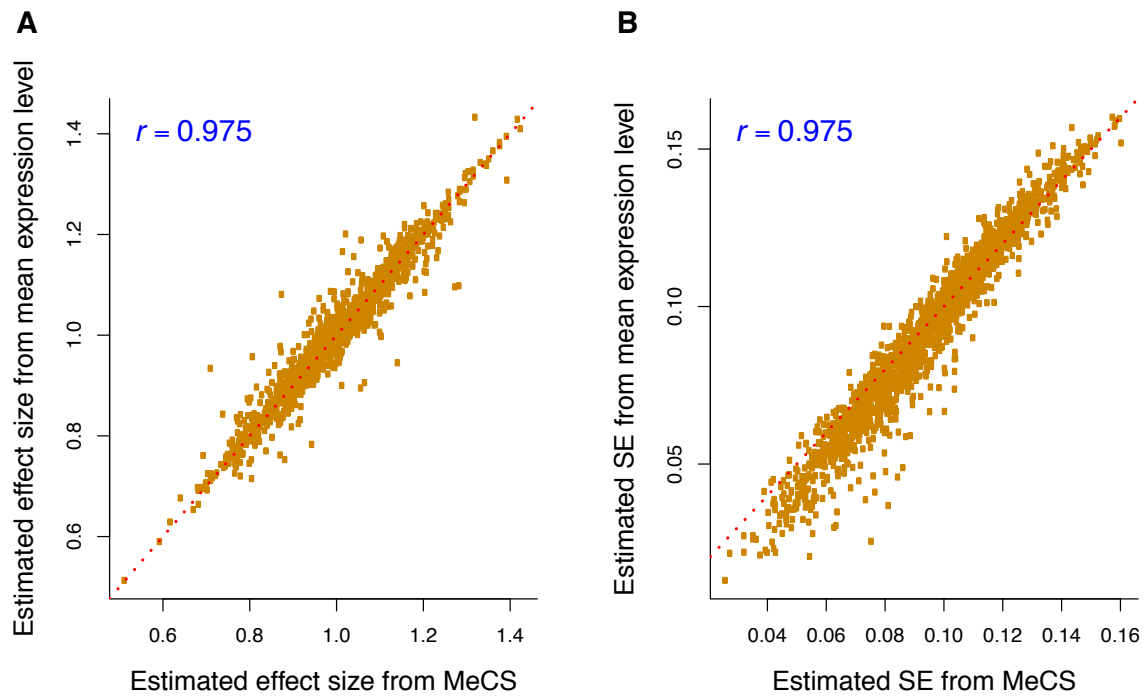 A
Estimated effect size from mean expression level
r = 0.975
1.4
1.2
1.0
0.8
0.6
0.6 0.8 1.0 1.2 1.4
Estimated effect size from MeCS
B
Estimated SE from mean expression level
r = 0.975
0.15
0.10
0.05
0.04 0.06 0.08 0.10 0.12 0.14 0.16
Estimated SE from MeCS